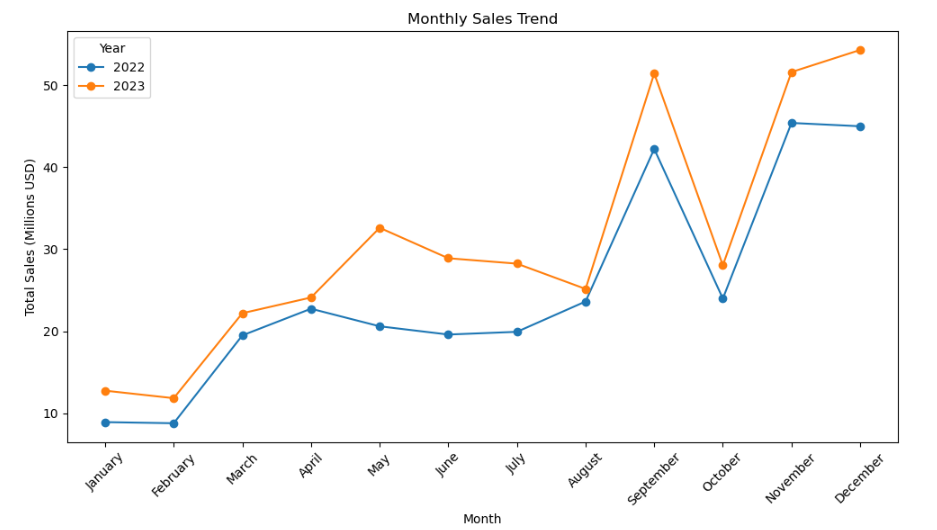 Monthly Sales Trend
Year
2022
2023
Total Sales (Millions USD)
50
40
30
20
10
January
February
March
April
May
June
July
August
September
October
November
December
Month